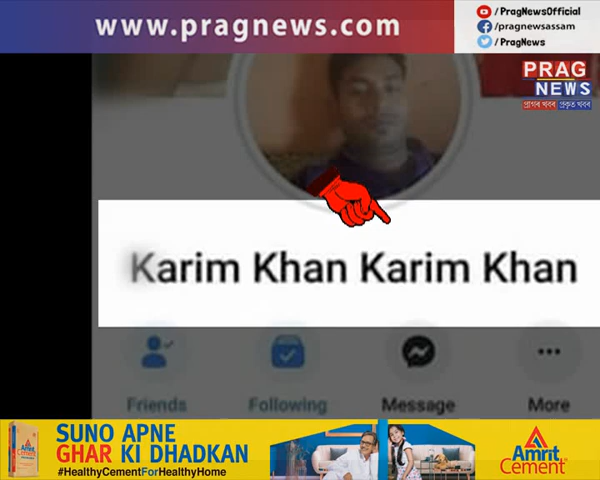 www.pragnews.com
/PragNewsOfficial
/pragnewsassam
/PragNews
PRAG
NEWS
প্ৰাগৰ খবৰ প্ৰকৃত খবৰ
Karim Khan Karim Khan
Friends
Following
Message
More
Amrit
Cement
SUNO APNE
GHAR KI DHADKAN
#HealthyCementForHealthyHome
Amrit
Cement